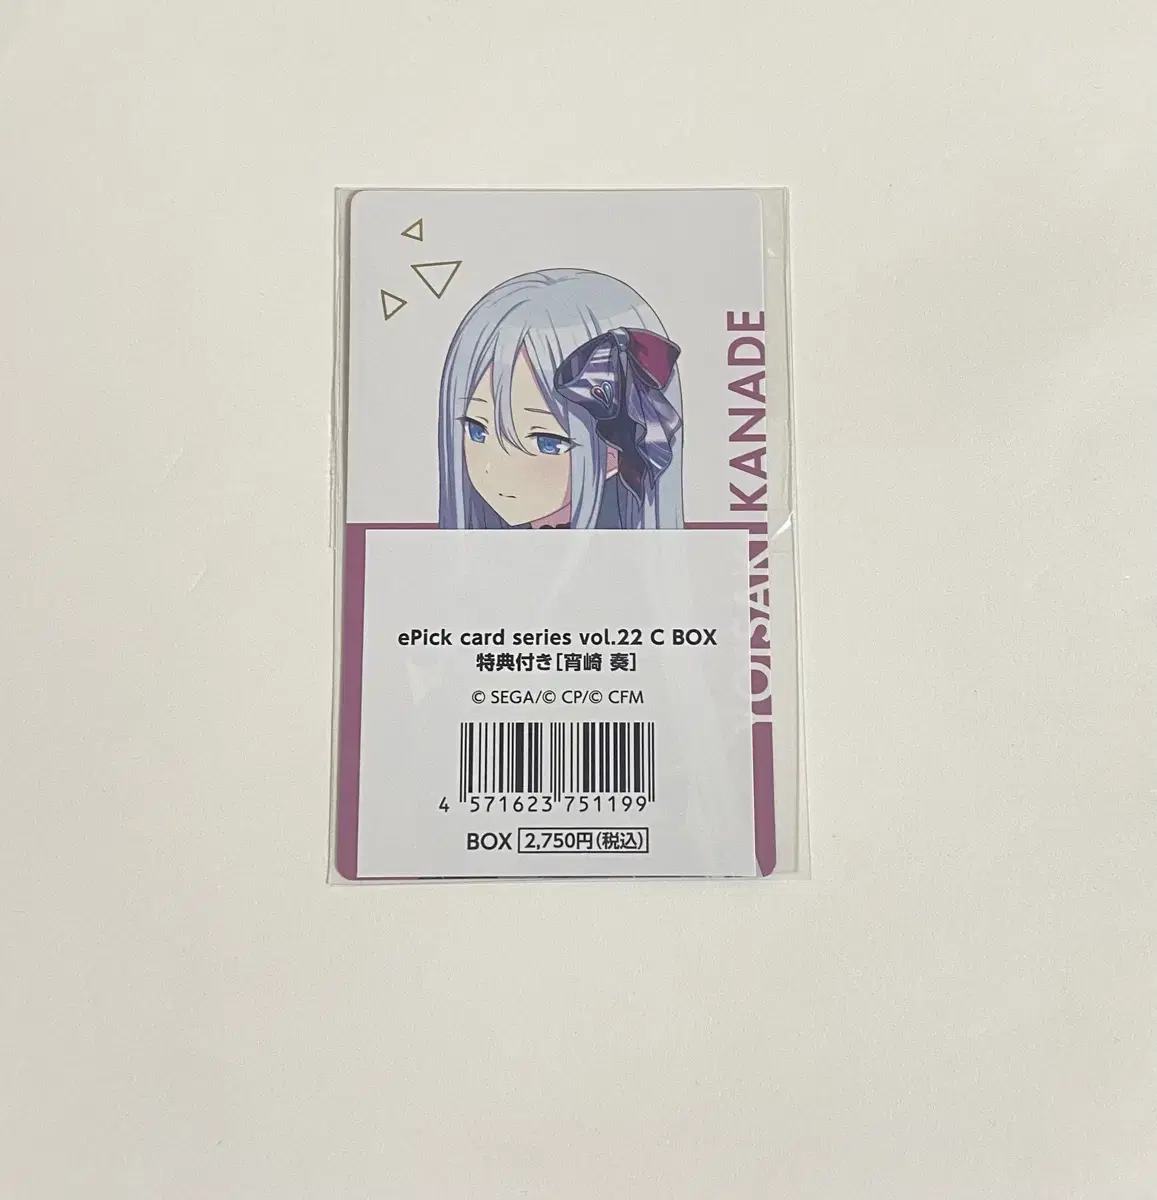 YOISAKI KANADE
ePick card series vol.22 C BOX
特典付き[宵崎 奏]
© SEGA/© CP/© CFM
4 571623 751199
BOX 2,750円(税込)